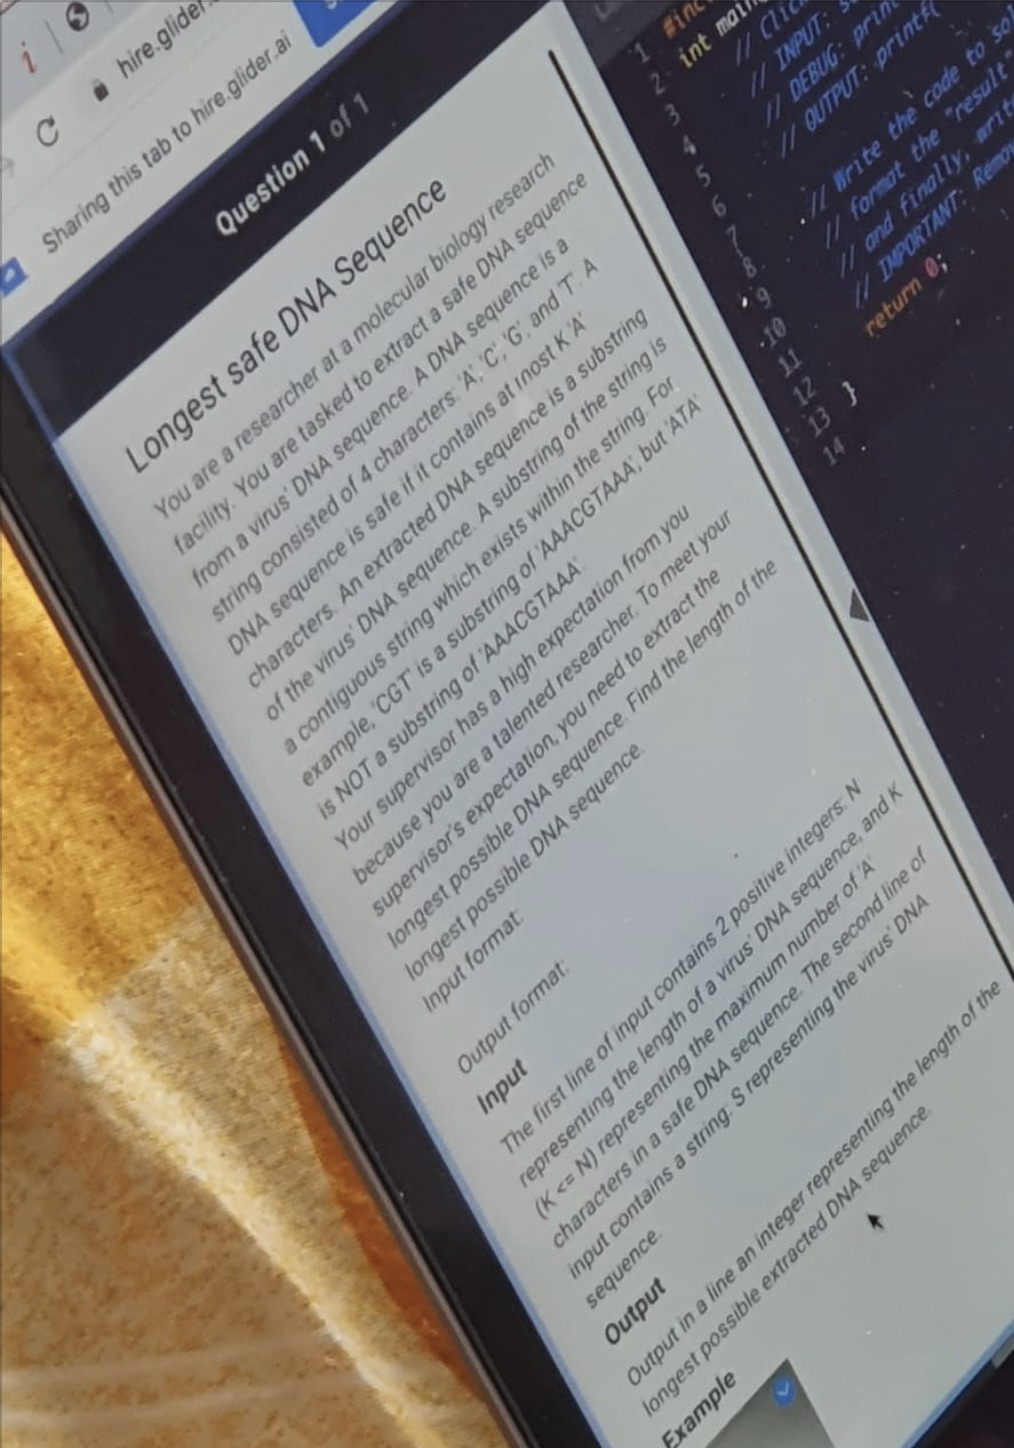 i
hire.glider.
Sharing this tab to hire.glider.ai
Question 1 of 1
Longest safe DNA Sequence
You are a researcher at a molecular biology research
facility. You are tasked to extract a safe DNA sequence
from a virus' DNA sequence. A DNA sequence is a
string consisted of 4 characters: 'A', 'C', 'G', and 'T'. A
DNA sequence is safe if it contains at most K 'A'
characters. An extracted DNA sequence is a substring
of the virus' DNA sequence. A substring of the string is
a contiguous string which exists within the string. For
example, 'CGT' is a substring of 'AAACGTAAA', but 'ATA'
is NOT a substring of 'AAACGTAAA'.
Your supervisor has a high expectation from you
because you are a talented researcher. To meet your
supervisor's expectation, you need to extract the
longest possible DNA sequence. Find the length of the
longest possible DNA sequence.
Input format:
Output format:
Input
The first line of input contains 2 positive integers: N
representing the length of a virus' DNA sequence, and K
(K <= N) representing the maximum number of 'A'
characters in a safe DNA sequence. The second line of
input contains a string: S representing the virus' DNA
sequence.
Output
Output in a line an integer representing the length of the
longest possible extracted DNA sequence.
Example
1 #inc
2 int main
3 // Clic
4 // INPUT: s
5 // DEBUG: prin
6 // OUTPUT: printf(
7
8 // Write the code to so
9 // format the "result"
10 // and finally, writ
11 // IMPORTANT: Remov
12 return 0;
13 }
14